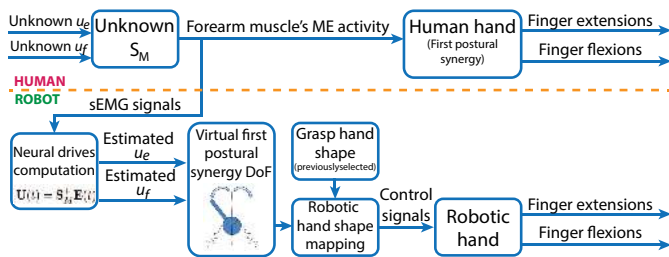 Unknown u_e
Unknown u_f
Unknown
S_M
Forearm muscle's ME activity
Human hand
(First postural
synergy)
Finger extensions
Finger flexions
HUMAN
ROBOT
sEMG signals
Neural drives
computation
Estimated
u_e
Estimated
u_f
Virtual first
postural
synergy DoF
Grasp hand
shape
(previouslyselected)
Robotic
hand shape
mapping
Control
signals
Robotic
hand
Finger extensions
Finger flexions